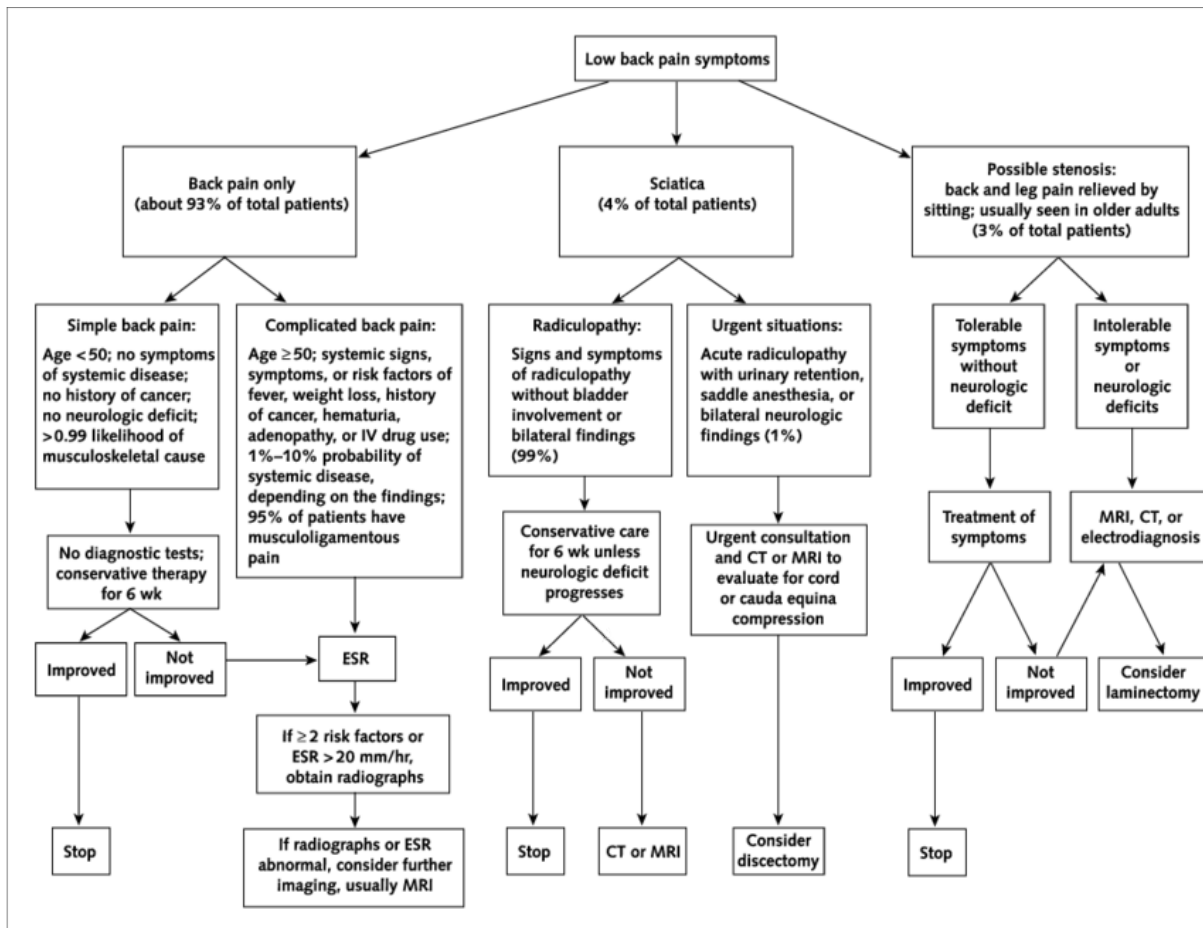 Low back pain symptoms
Back pain only
(about 93% of total patients)
Sciatica
(4% of total patients)
Possible stenosis:
back and leg pain relieved by
sitting; usually seen in older adults
(3% of total patients)
Simple back pain:
Age < 50; no symptoms
of systemic disease;
no history of cancer;
no neurologic deficit;
> 0.99 likelihood of
musculoskeletal cause
Complicated back pain:
Age ≥ 50; systemic signs,
symptoms, or risk factors of
fever, weight loss, history
of cancer, hematuria,
adenopathy, or IV drug use;
1%–10% probability of
systemic disease,
depending on the findings;
95% of patients have
musculoligamentous
pain
Radiculopathy:
Signs and symptoms
of radiculopathy
without bladder
involvement or
bilateral findings
(99%)
Urgent situations:
Acute radiculopathy
with urinary retention,
saddle anesthesia, or
bilateral neurologic
findings (1%)
Tolerable
symptoms
without
neurologic
deficit
Intolerable
symptoms
or
neurologic
deficits
No diagnostic tests;
conservative therapy
for 6 wk
Conservative care
for 6 wk unless
neurologic deficit
progresses
Urgent consultation
and CT or MRI to
evaluate for cord
or cauda equina
compression
Treatment of
symptoms
MRI, CT, or
electrodiagnosis
Improved
Not
improved
ESR
Improved
Not
improved
Improved
Not
improved
Consider
laminectomy
If ≥ 2 risk factors or
ESR > 20 mm/hr,
obtain radiographs
Stop
If radiographs or ESR
abnormal, consider further
imaging, usually MRI
Stop
CT or MRI
Consider
discectomy
Stop